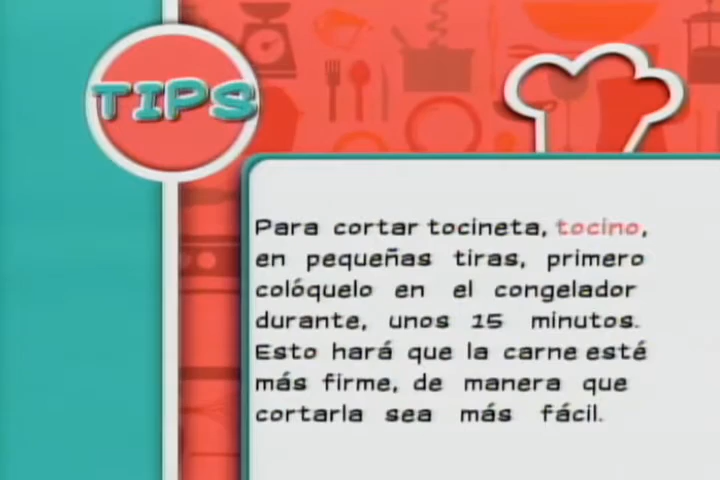 TIPS
Para cortar tocineta, tocino,
en pequeñas tiras, primero
colóquelo en el congelador
durante, unos 15 minutos.
Esto hará que la carne esté
más firme, de manera que
cortarla sea más fácil.